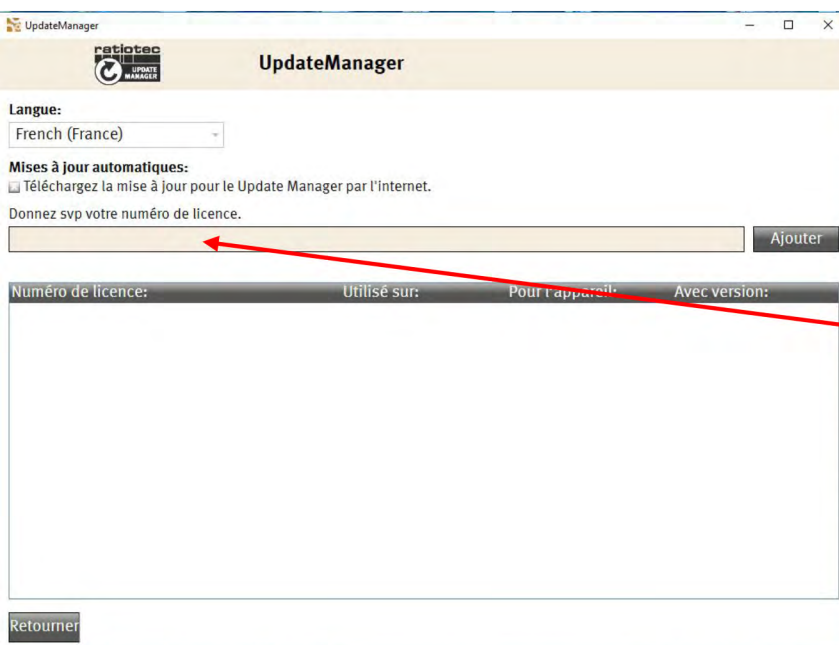 UpdateManager
ratiotec
UPDATE
MANAGER
UpdateManager
Langue:
French (France)
Mises à jour automatiques:
Téléchargez la mise à jour pour le Update Manager par l'internet.
Donnez svp votre numéro de licence.
Ajouter
Numéro de licence: Utilisé sur: Pour l'appareil: Avec version:
Retourner